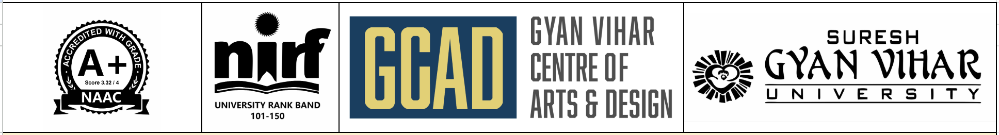 ACCREDITED WITH GRADE
A+
Score 3.32 / 4
NAAC
nirf
UNIVERSITY RANK BAND
101-150
GCAD
GYAN VIHAR
CENTRE OF
ARTS & DESIGN
SURESH
GYAN VIHAR
UNIVERSITY